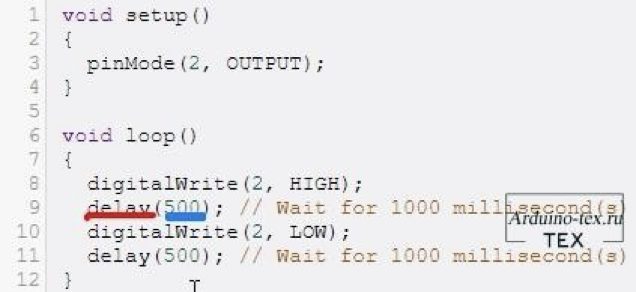 1 void setup()
2 {
3   pinMode(2, OUTPUT);
4 }
5
6 void loop()
7 {
8   digitalWrite(2, HIGH);
9   delay(500); // Wait for 1000 millisecond(s)
10   digitalWrite(2, LOW);
11   delay(500); // Wait for 1000 millisecond(s)
12 }
Arduino-tex.ru
TEX